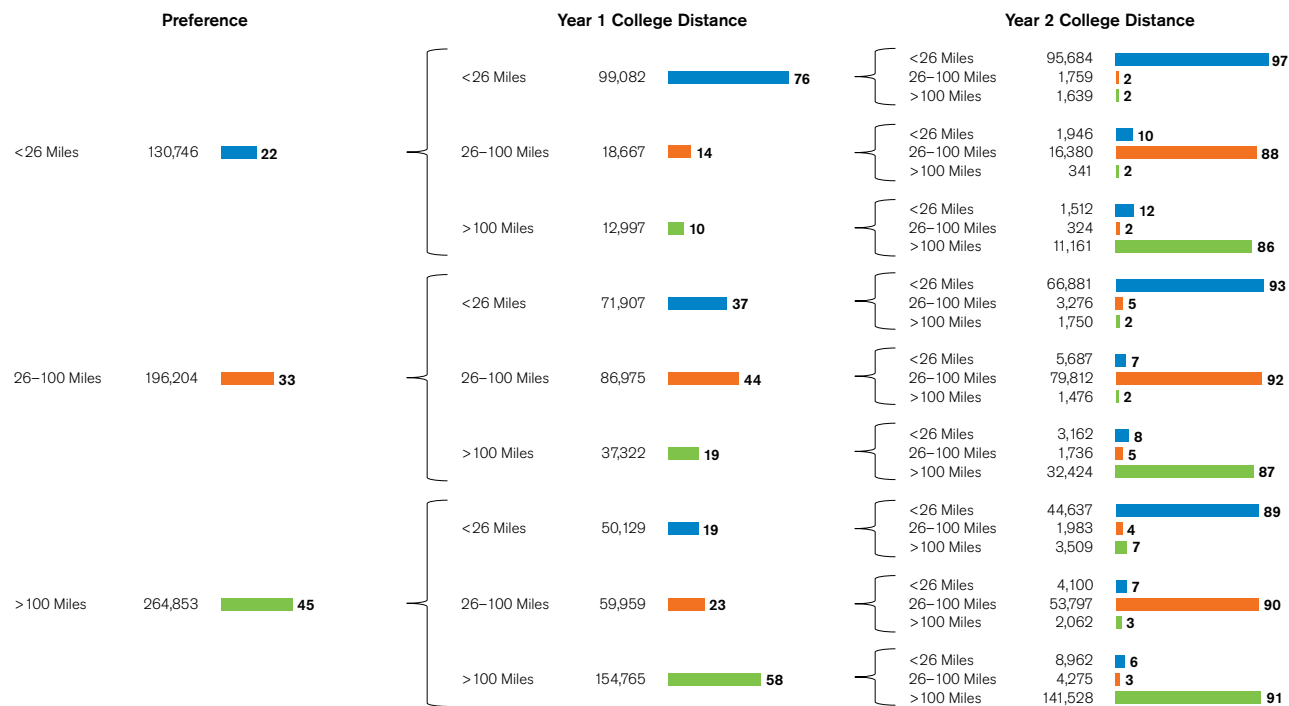 Preference Year 1 College Distance Year 2 College Distance
<26 Miles 95,684 97
<26 Miles 99,082 76 26–100 Miles 1,759 2
>100 Miles 1,639 2
<26 Miles 1,946 10
<26 Miles 130,746 22 26–100 Miles 18,667 14 26–100 Miles 16,380 88
>100 Miles 341 2
<26 Miles 1,512 12
>100 Miles 12,997 10 26–100 Miles 324 2
>100 Miles 11,161 86
<26 Miles 66,881 93
<26 Miles 71,907 37 26–100 Miles 3,276 5
>100 Miles 1,750 2
<26 Miles 5,687 7
26–100 Miles 196,204 33 26–100 Miles 86,975 44 26–100 Miles 79,812 92
>100 Miles 1,476 2
<26 Miles 3,162 8
>100 Miles 37,322 19 26–100 Miles 1,736 5
>100 Miles 32,424 87
<26 Miles 44,637 89
<26 Miles 50,129 19 26–100 Miles 1,983 4
>100 Miles 3,509 7
<26 Miles 4,100 7
>100 Miles 264,853 45 26–100 Miles 59,959 23 26–100 Miles 53,797 90
>100 Miles 2,062 3
<26 Miles 8,962 6
>100 Miles 154,765 58 26–100 Miles 4,275 3
>100 Miles 141,528 91